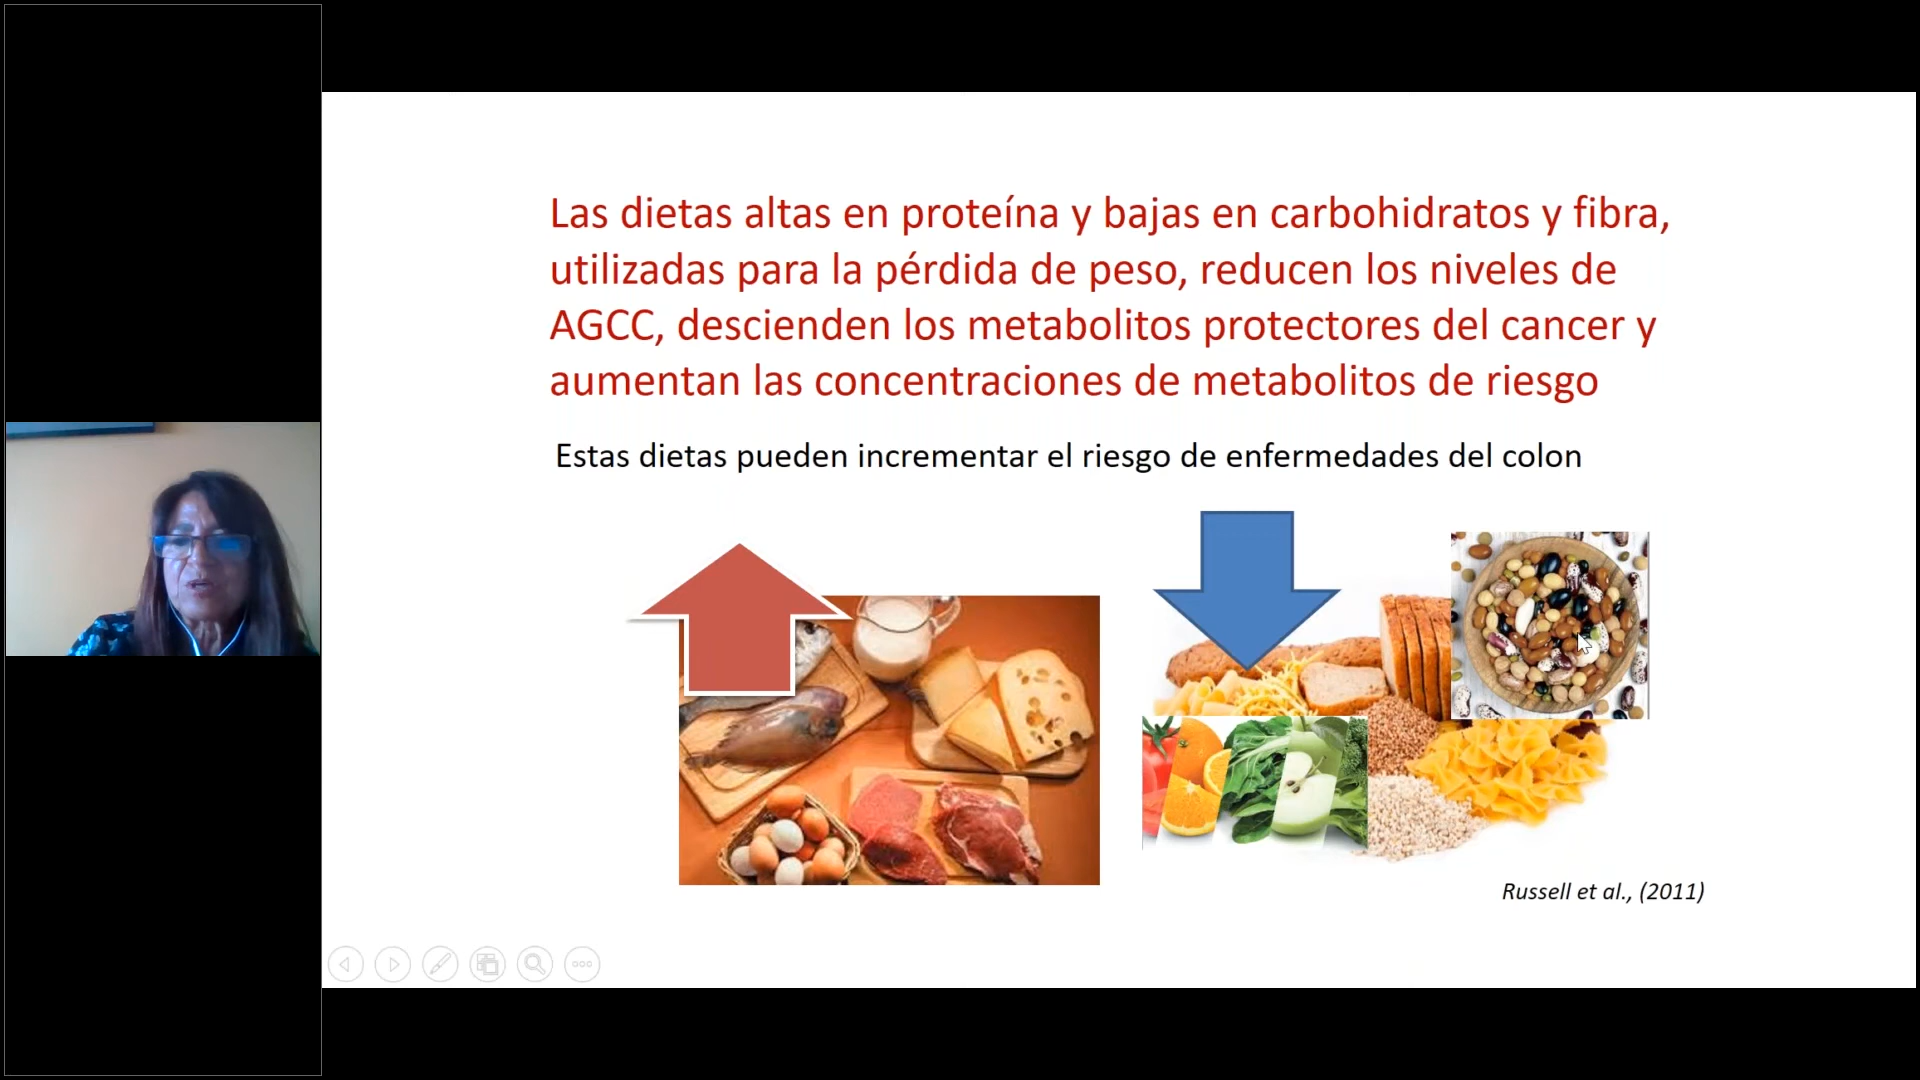 Las dietas altas en proteína y bajas en carbohidratos y fibra,
utilizadas para la pérdida de peso, reducen los niveles de
AGCC, descienden los metabolitos protectores del cancer y
aumentan las concentraciones de metabolitos de riesgo
Estas dietas pueden incrementar el riesgo de enfermedades del colon
Russell et al., (2011)